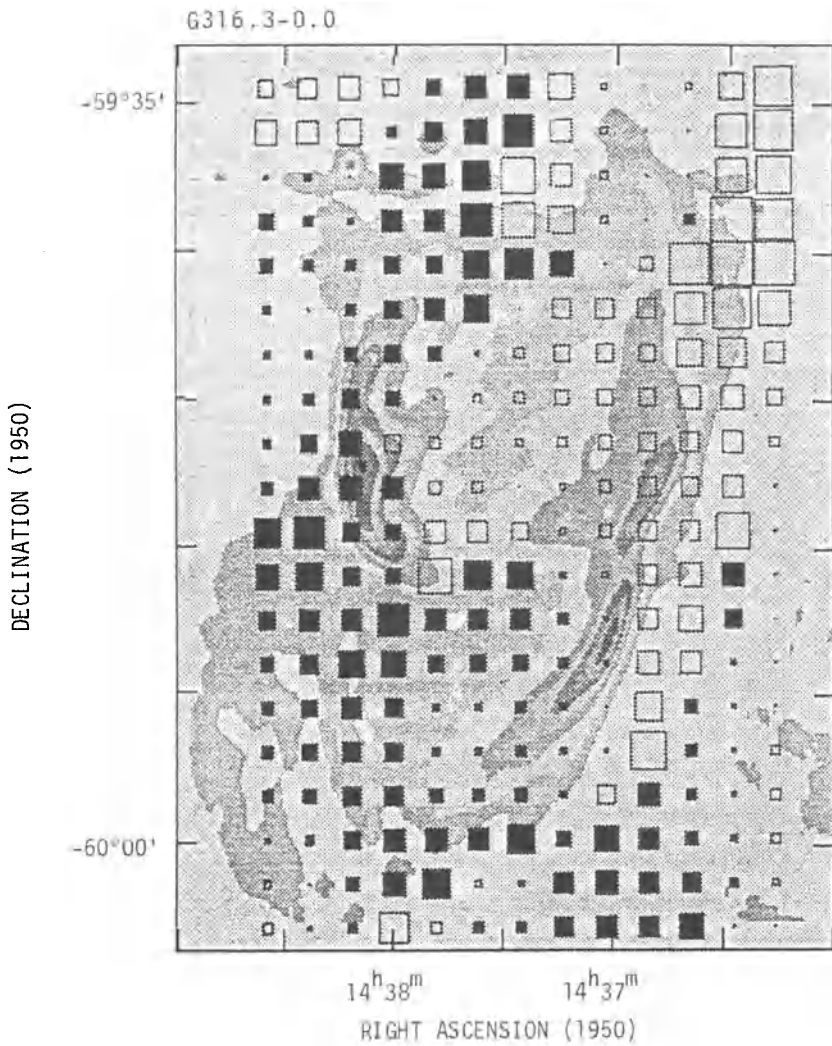 G316.3-0.0
-59°35'
DECLINATION (1950)
-60°00'
14ʰ38ᵐ 14ʰ37ᵐ
RIGHT ASCENSION (1950)